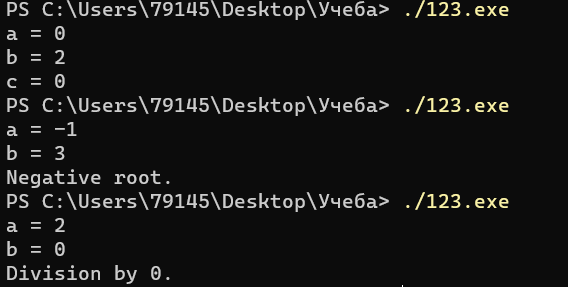 PS C:\Users\79145\Desktop\Учеба> ./123.exe
a = 0
b = 2
c = 0
PS C:\Users\79145\Desktop\Учеба> ./123.exe
a = -1
b = 3
Negative root.
PS C:\Users\79145\Desktop\Учеба> ./123.exe
a = 2
b = 0
Division by 0.